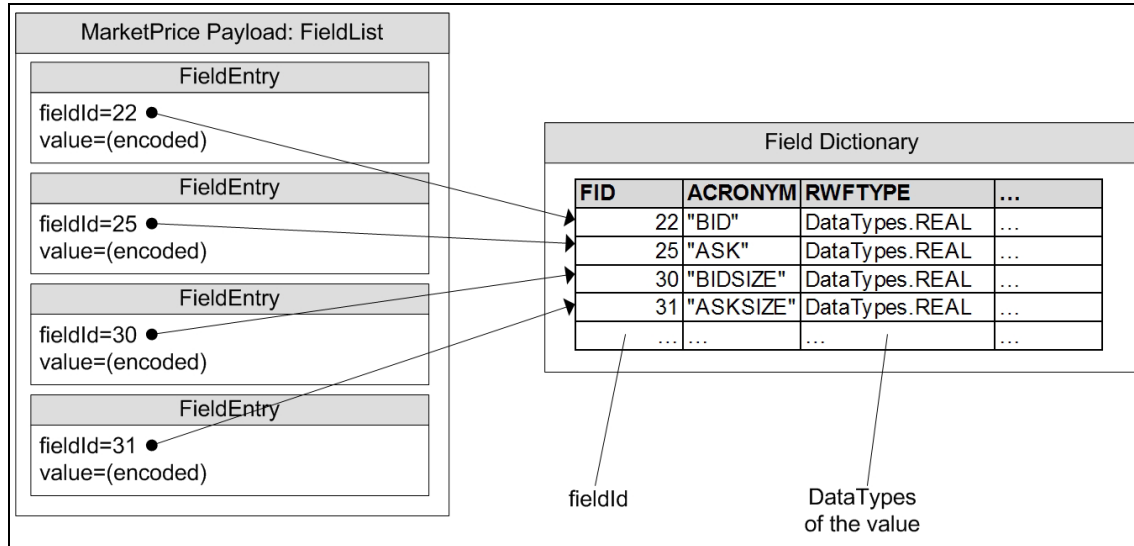 MarketPrice Payload: FieldList
FieldEntry
fieldId=22
value=(encoded)
FieldEntry
fieldId=25
value=(encoded)
FieldEntry
fieldId=30
value=(encoded)
FieldEntry
fieldId=31
value=(encoded)
Field Dictionary
FID ACRONYM RWFTYPE ...
22 "BID" DataTypes.REAL ...
25 "ASK" DataTypes.REAL ...
30 "BIDSIZE" DataTypes.REAL ...
31 "ASKSIZE" DataTypes.REAL ...
... ... ... ...
fieldId
DataTypes
of the value